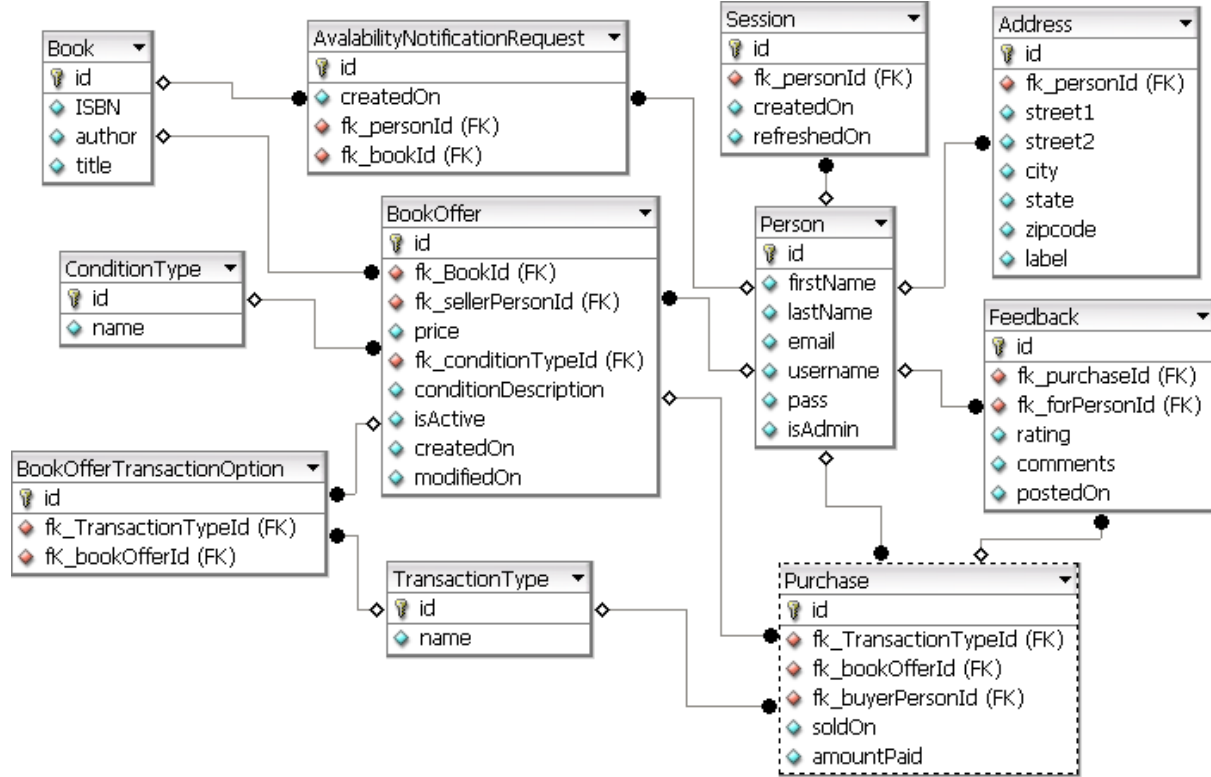 Book
id
ISBN
author
title
AvalabilityNotificationRequest
id
createdOn
fk_personId (FK)
fk_bookId (FK)
Session
id
fk_personId (FK)
createdOn
refreshedOn
Address
id
fk_personId (FK)
street1
street2
city
state
zipcode
label
BookOffer
id
fk_BookId (FK)
fk_sellerPersonId (FK)
price
fk_conditionTypeId (FK)
conditionDescription
isActive
createdOn
modifiedOn
Person
id
firstName
lastName
email
username
pass
isAdmin
ConditionType
id
name
Feedback
id
fk_purchaseId (FK)
fk_forPersonId (FK)
rating
comments
postedOn
BookOfferTransactionOption
id
fk_TransactionTypeId (FK)
fk_bookOfferId (FK)
TransactionType
id
name
Purchase
id
fk_TransactionTypeId (FK)
fk_bookOfferId (FK)
fk_buyerPersonId (FK)
soldOn
amountPaid